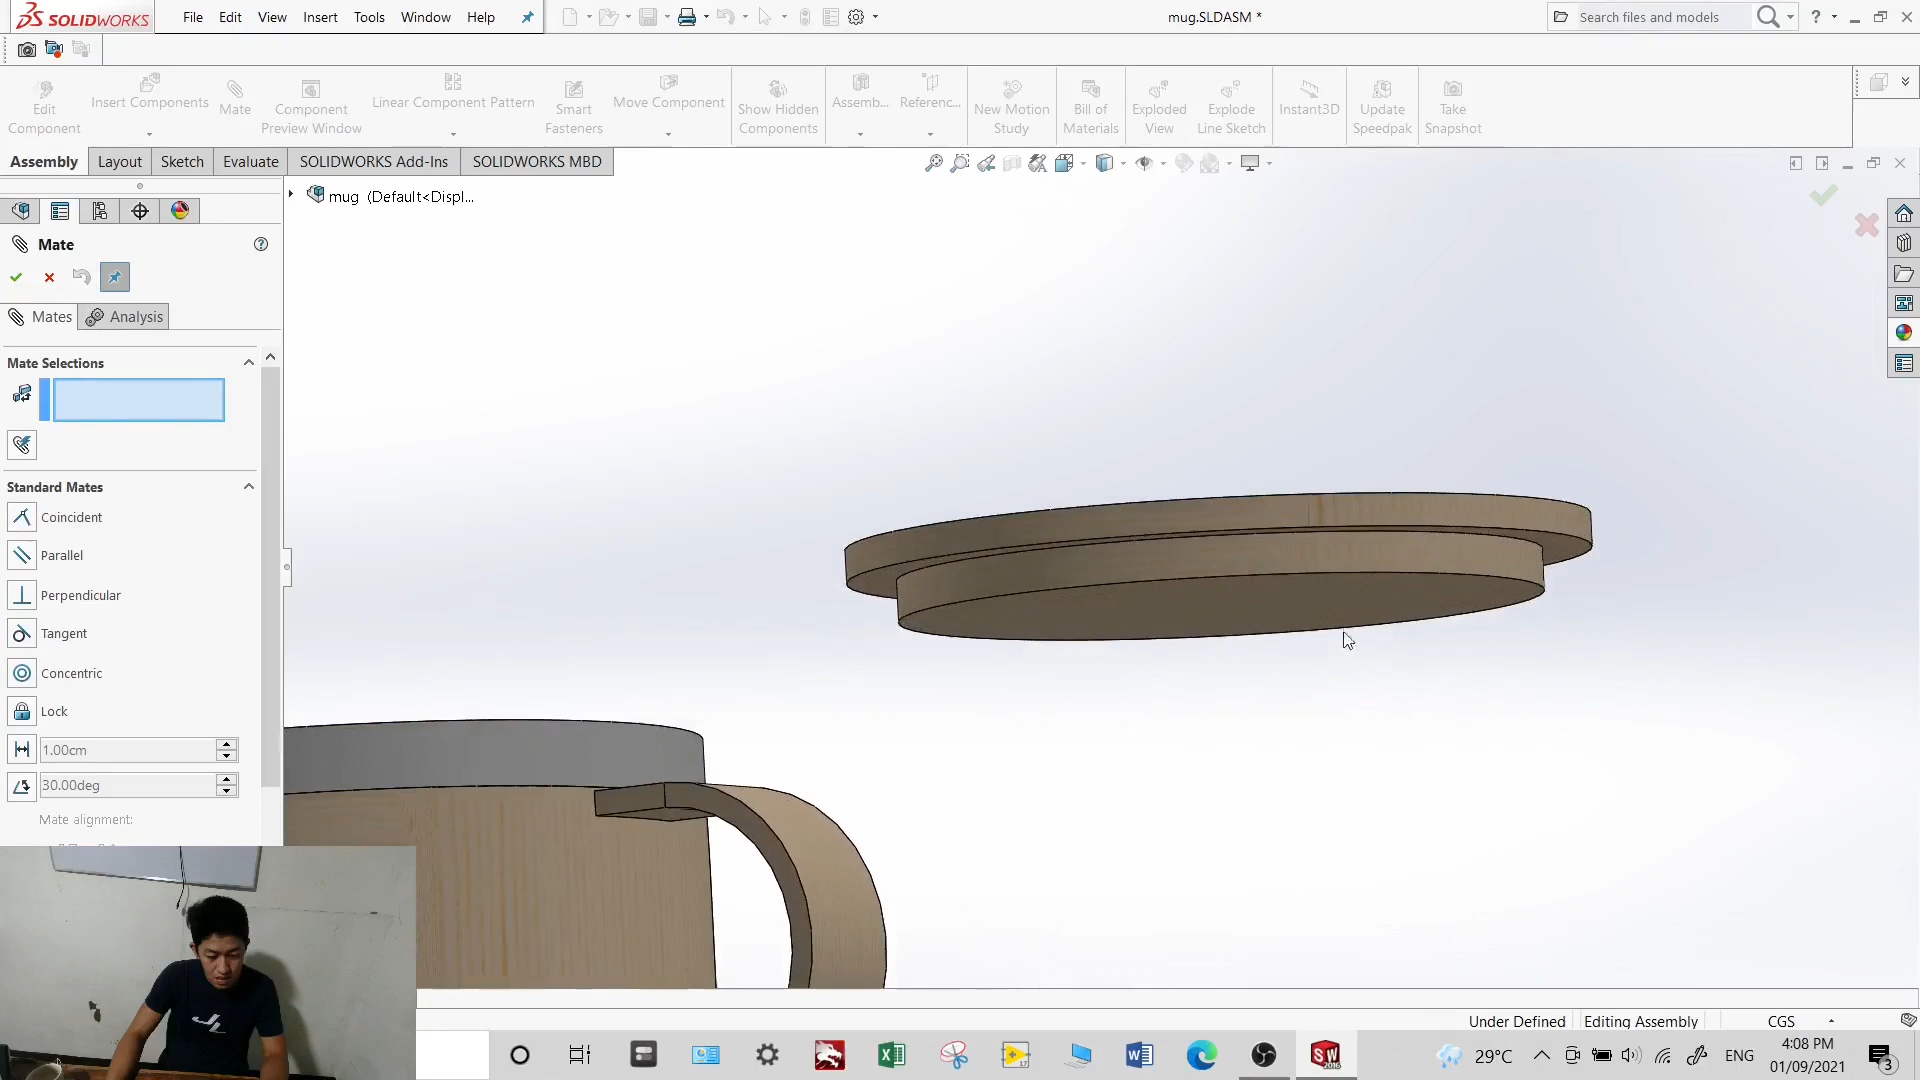 SOLIDWORKS
File Edit View Insert Tools Window Help
mug.SLDASM *
Search files and models
?
Edit Component
Insert Components
Mate
Component Preview Window
Linear Component Pattern
Smart Fasteners
Move Component
Show Hidden Components
Assemb...
Referenc...
New Motion Study
Bill of Materials
Exploded View
Explode Line Sketch
Instant3D
Update Speedpak
Take Snapshot
Assembly Layout Sketch Evaluate SOLIDWORKS Add-Ins SOLIDWORKS MBD
mug (Default<Displ...
Mate
Mates Analysis
Mate Selections
Standard Mates
Coincident
Parallel
Perpendicular
Tangent
Concentric
Lock
1.00cm
30.00deg
Mate alignment:
Under Defined Editing Assembly CGS
29°C ENG
4:08 PM
01/09/2021
3